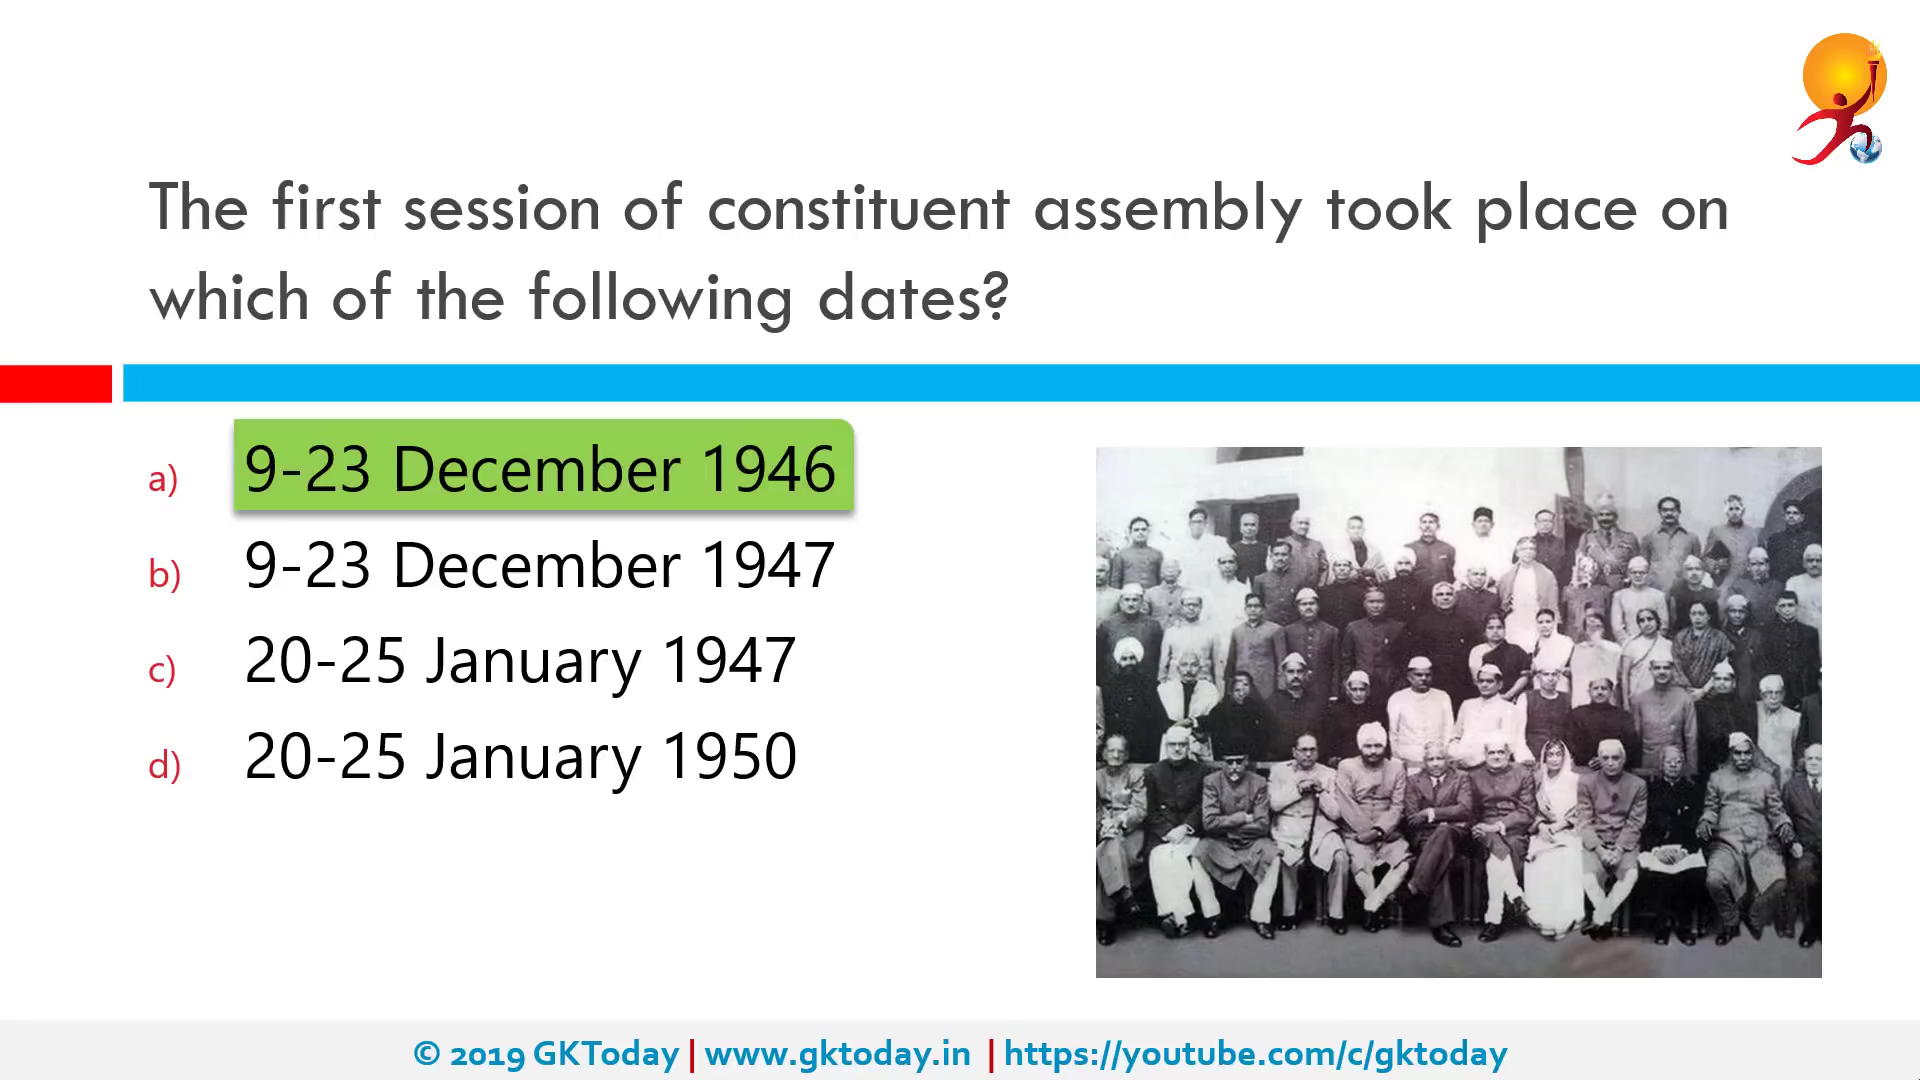 The first session of constituent assembly took place on
which of the following dates?
a) 9-23 December 1946
b) 9-23 December 1947
c) 20-25 January 1947
d) 20-25 January 1950
© 2019 GKToday | www.gktoday.in | https://youtube.com/c/gktoday